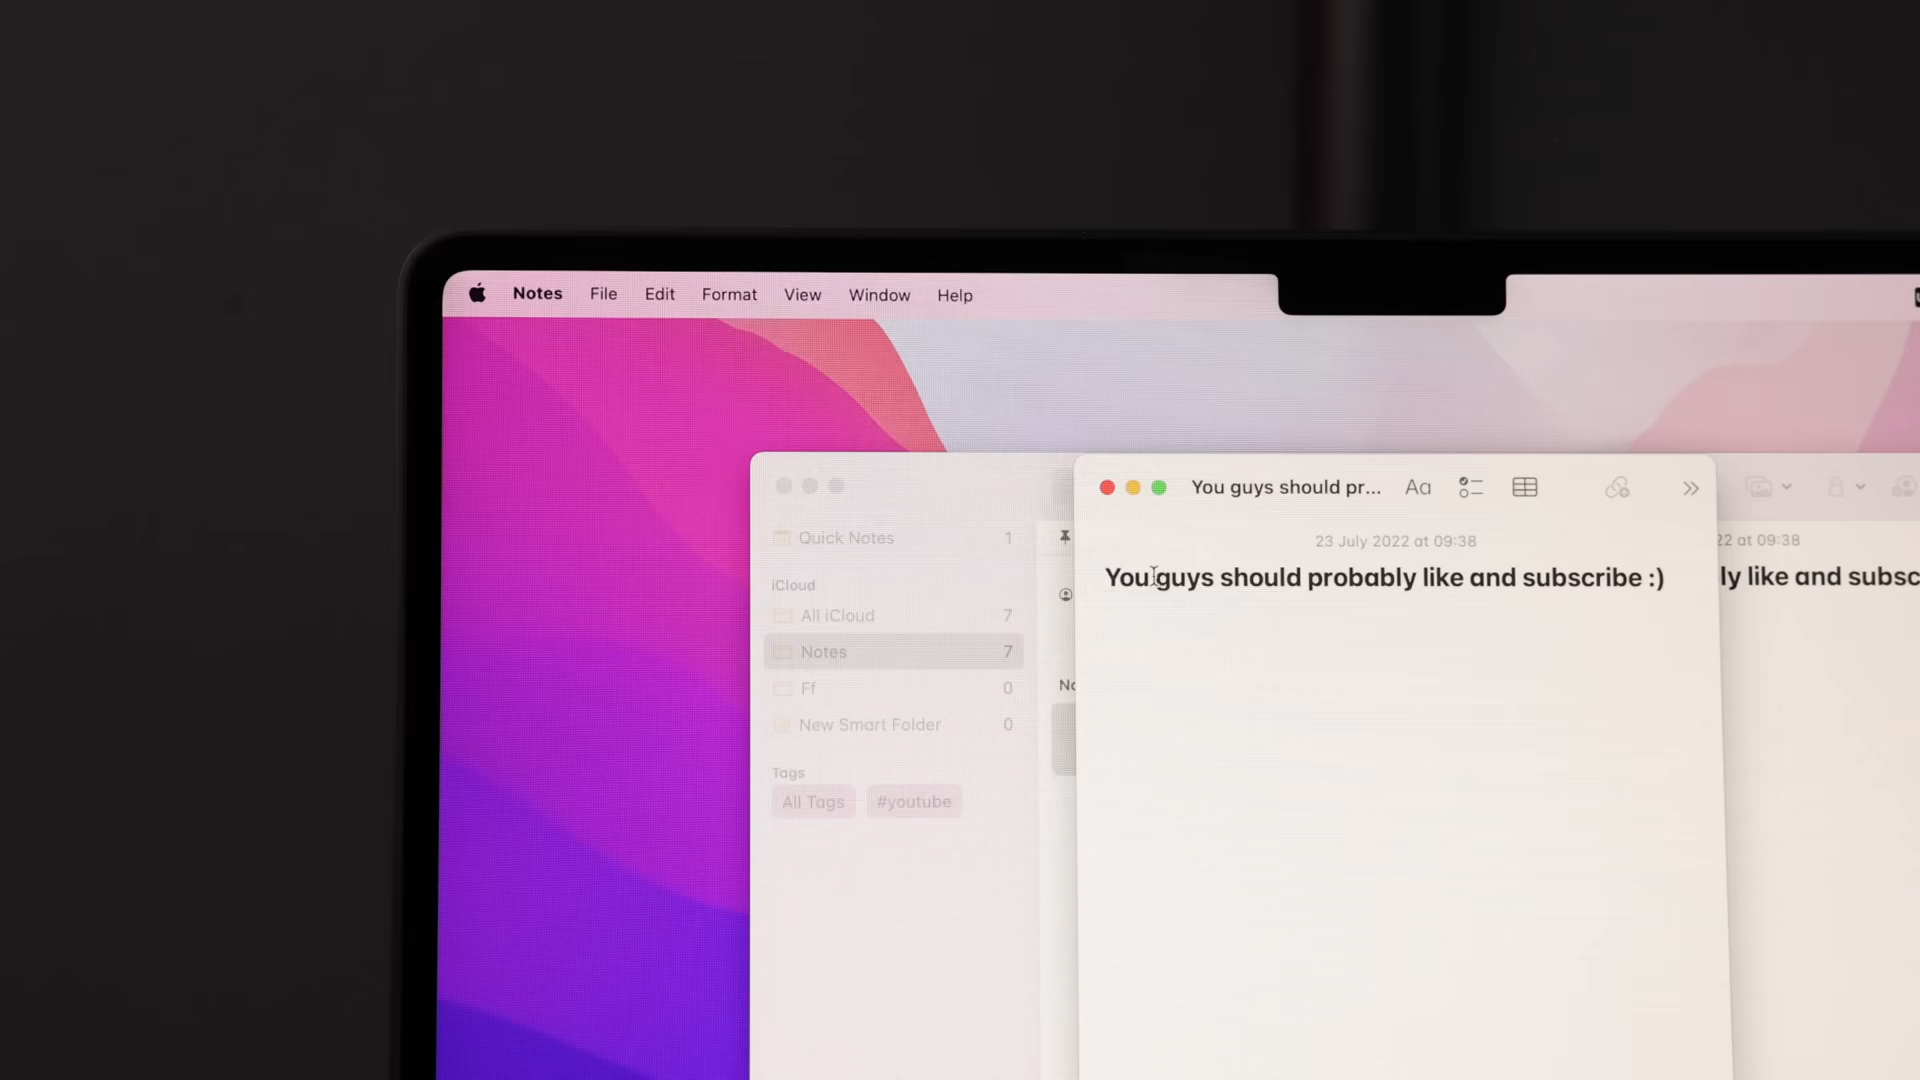 Notes File Edit Format View Window Help
You guys should pr...
Aa
Quick Notes 1
iCloud
All iCloud 7
Notes 7
Ff 0
New Smart Folder 0
Tags
All Tags #youtube
23 July 2022 at 09:38
You guys should probably like and subscribe :)
22 at 09:38
ly like and subsc
No